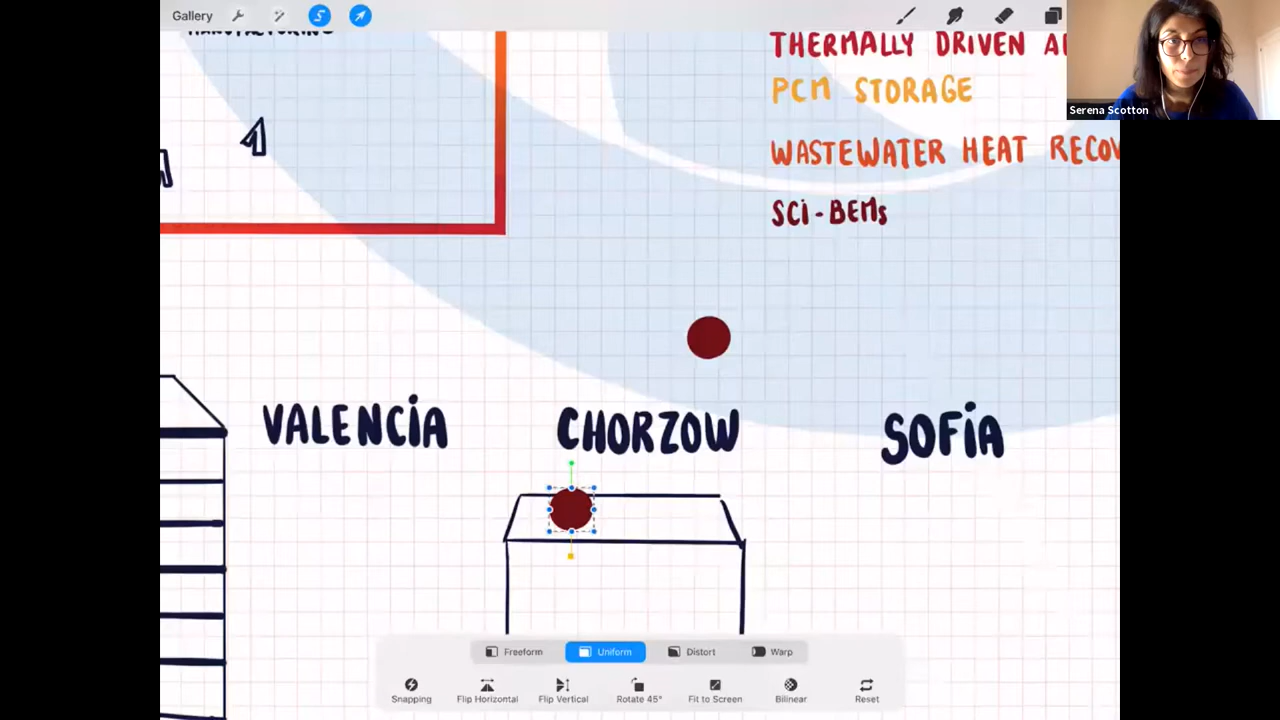 Gallery
MANUFACTURING
THERMALLY DRIVEN
PCM STORAGE
WASTEWATER HEAT RECOV
SCi-BEMs
Serena Scotton
VALENCiA
CHORZOW
SOFiA
Freeform
Uniform
Distort
Warp
Snapping
Flip Horizontal
Flip Vertical
Rotate 45°
Fit to Screen
Bilinear
Reset